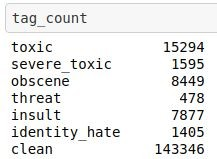 tag_count
toxic 15294
severe_toxic 1595
obscene 8449
threat 478
insult 7877
identity_hate 1405
clean 143346